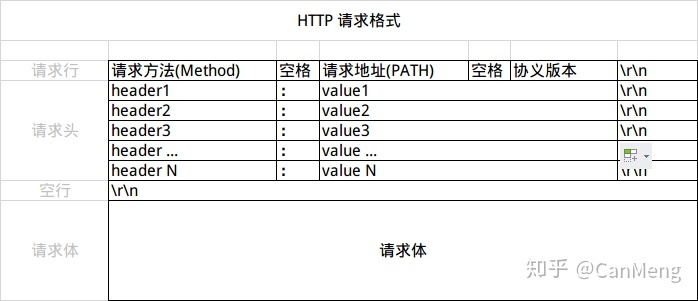 HTTP 请求格式
请求行 请求方法(Method) 空格 请求地址(PATH) 空格 协义版本 \r\n
header1 : value1 \r\n
header2 : value2 \r\n
请求头 header3 : value3 \r\n
header ... : value ...
header N : value N \r\n
空行 \r\n
请求体 请求体
知乎 @CanMeng